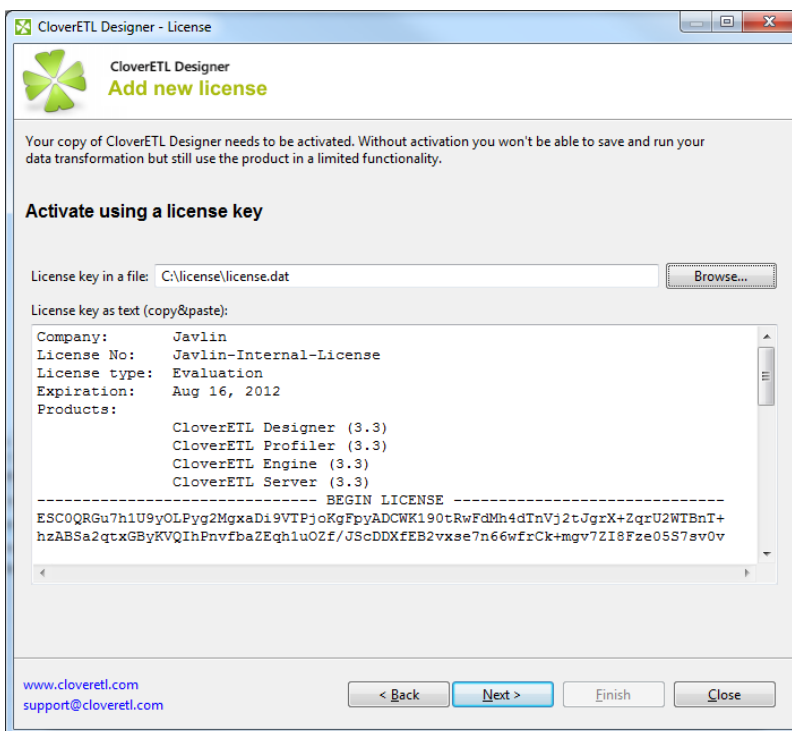 CloverETL Designer - License
CloverETL Designer
Add new license
Your copy of CloverETL Designer needs to be activated. Without activation you won't be able to save and run your
data transformation but still use the product in a limited functionality.
Activate using a license key
License key in a file: C:\license\license.dat Browse...
License key as text (copy&paste):
Company: Javlin
License No: Javlin-Internal-License
License type: Evaluation
Expiration: Aug 16, 2012
Products:
CloverETL Designer (3.3)
CloverETL Profiler (3.3)
CloverETL Engine (3.3)
CloverETL Server (3.3)
------------------------------- BEGIN LICENSE ------------------------------
ESC0QRGu7h1U9yOLPyg2MgxaDi9VTPjoKgFpyADCWK190tRwFdMh4dTnVj2tJgrX+ZqrU2WTBnT+
hzABSa2qtxGByKVQIhPnvfbaZEqh1uOZf/JScDDXfEB2vxse7n66wfrCk+mgv7ZI8Fze05S7sv0v
www.cloveretl.com
support@cloveretl.com
< Back Next > Finish Close